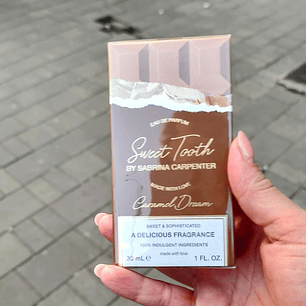 EAU DE PARFUM
Sweet Tooth
BY SABRINA CARPENTER
MADE WITH LOVE
Caramel Dream
SWEET & SOPHISTICATED
A DELICIOUS FRAGRANCE
100% INDULGENT INGREDIENTS
made with love
30 mL ℮ 1 FL. OZ.